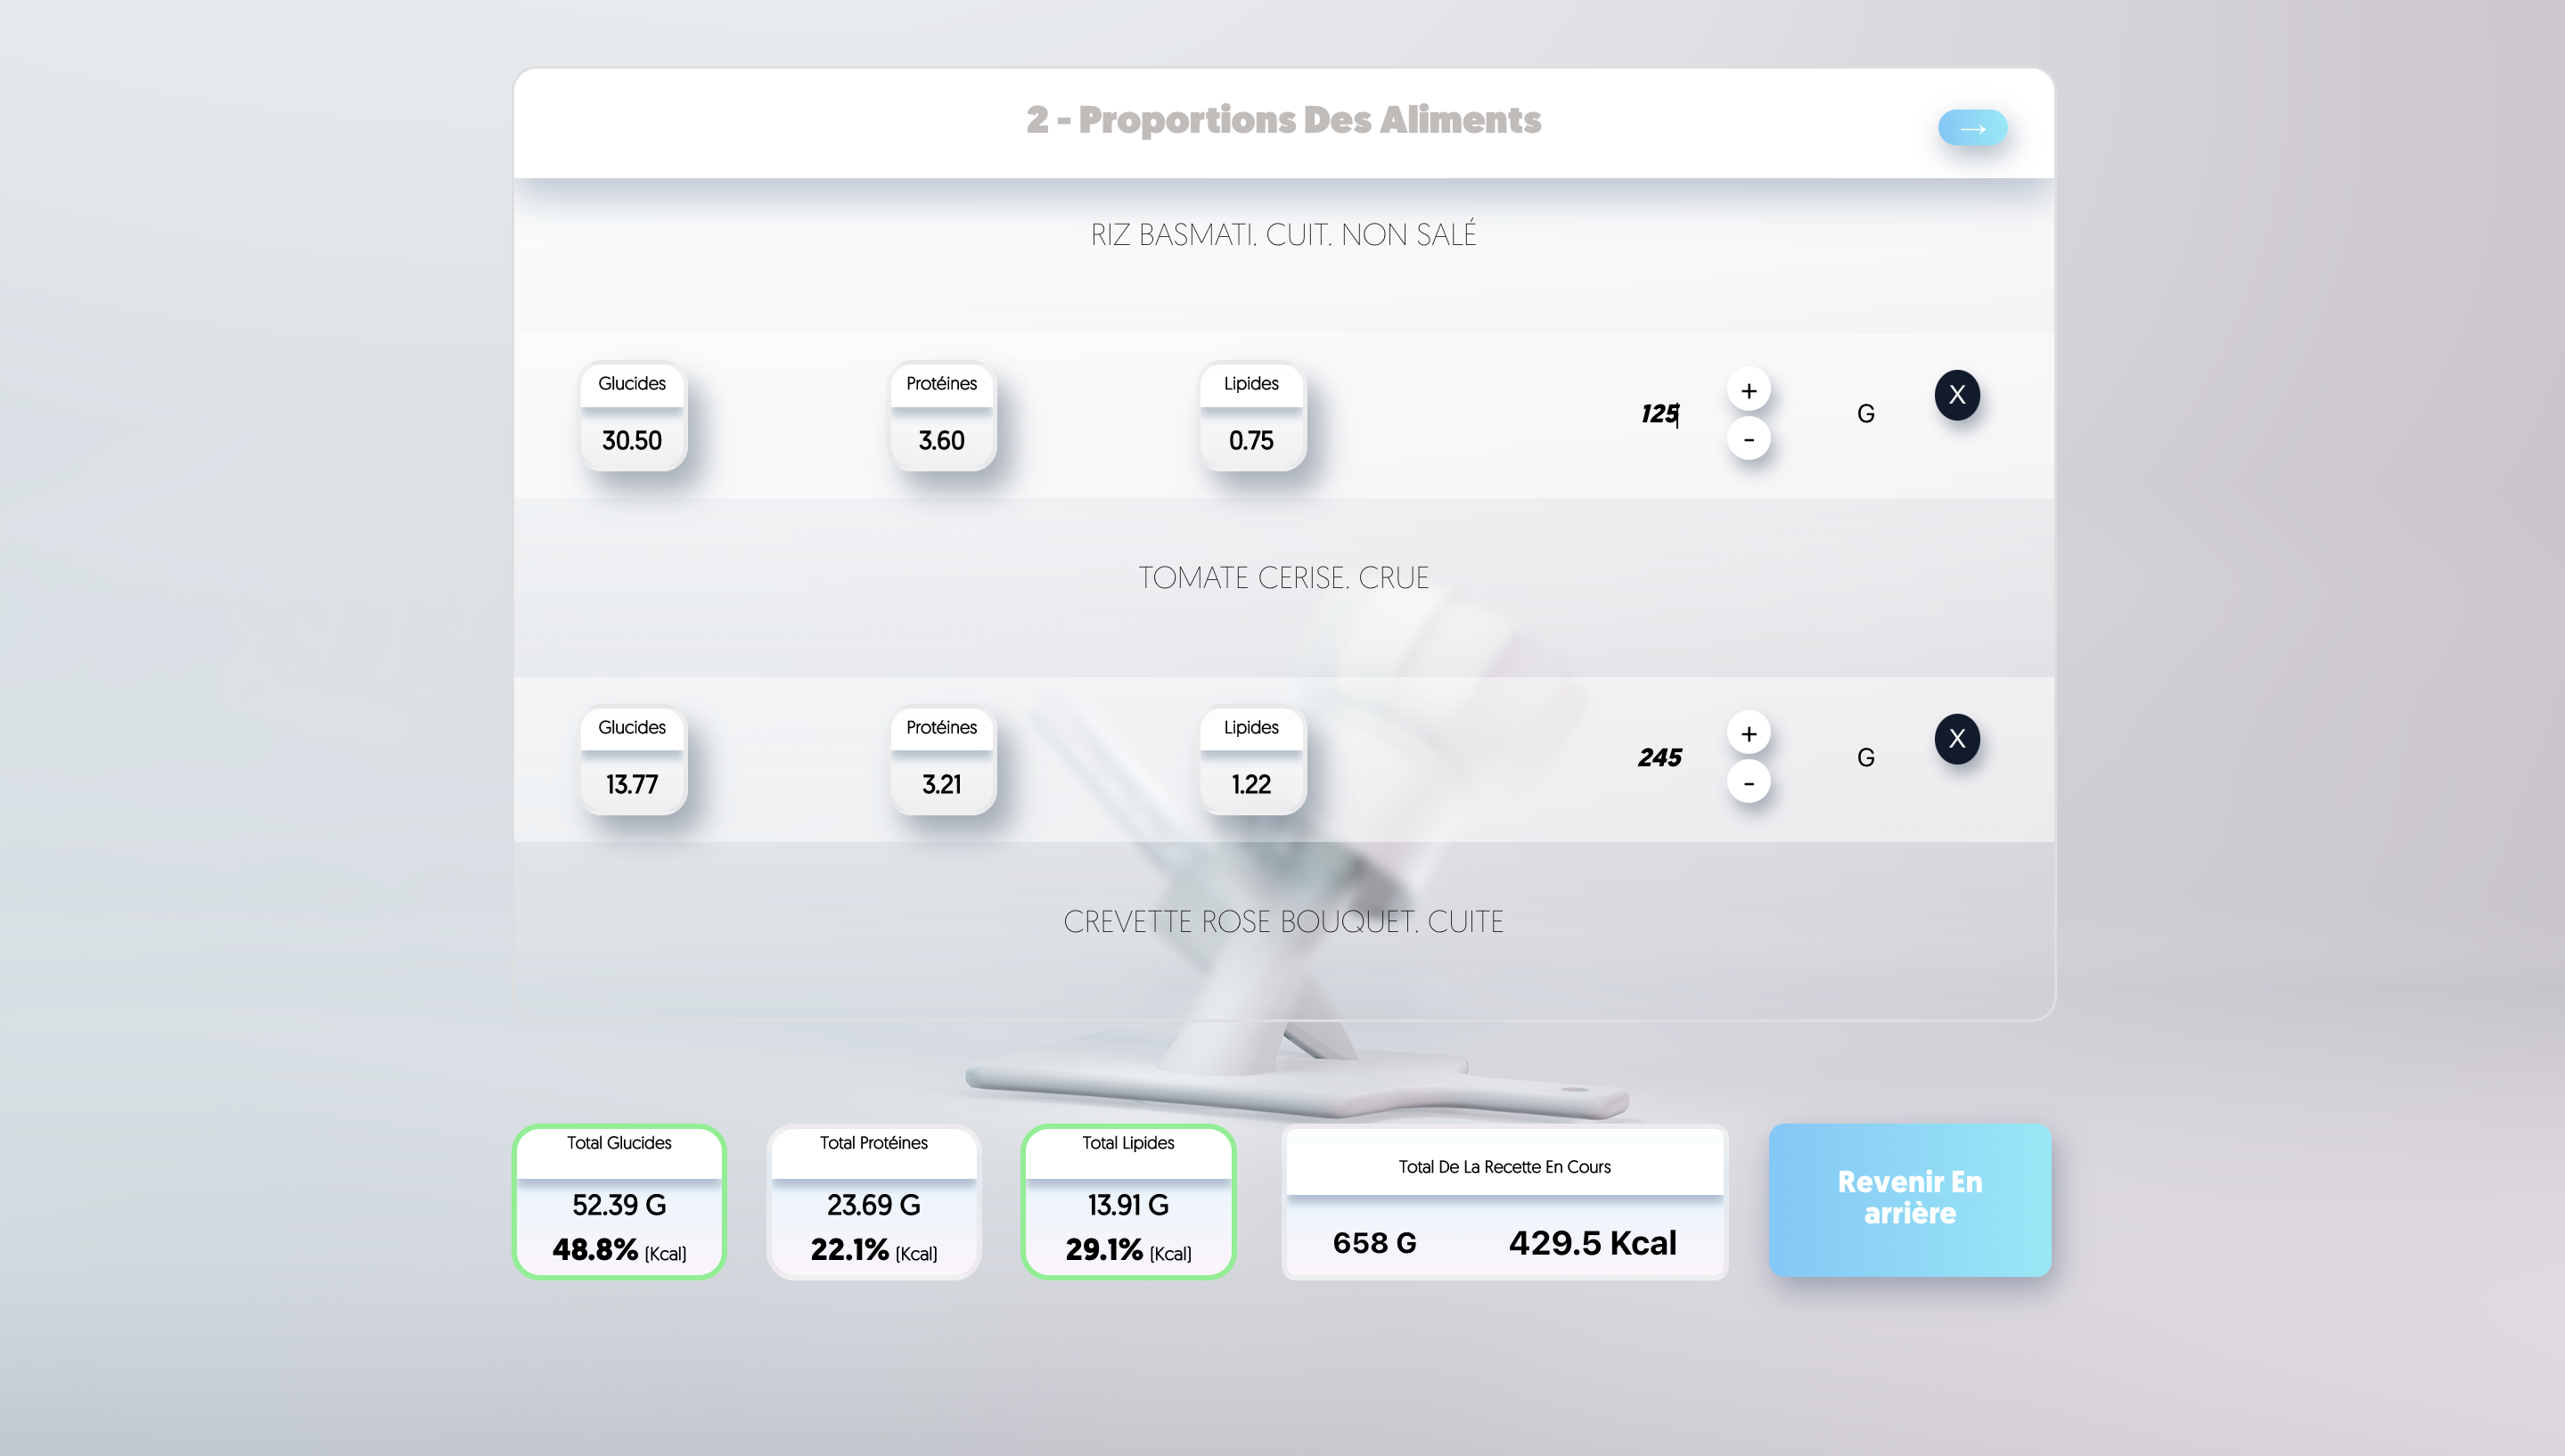 2 - Proportions Des Aliments
→
RIZ BASMATI. CUIT. NON SALÉ
Glucides Protéines Lipides
+
30.50 3.60 0.75 125 G X
-
TOMATE CERISE. CRUE
Glucides Protéines Lipides
+
13.77 3.21 1.22 245 G X
-
CREVETTE ROSE BOUQUET. CUITE
Total Glucides
52.39 G
48.8% (Kcal)
Total Protéines
23.69 G
22.1% (Kcal)
Total Lipides
13.91 G
29.1% (Kcal)
Total De La Recette En Cours
658 G 429.5 Kcal
Revenir En
arrière